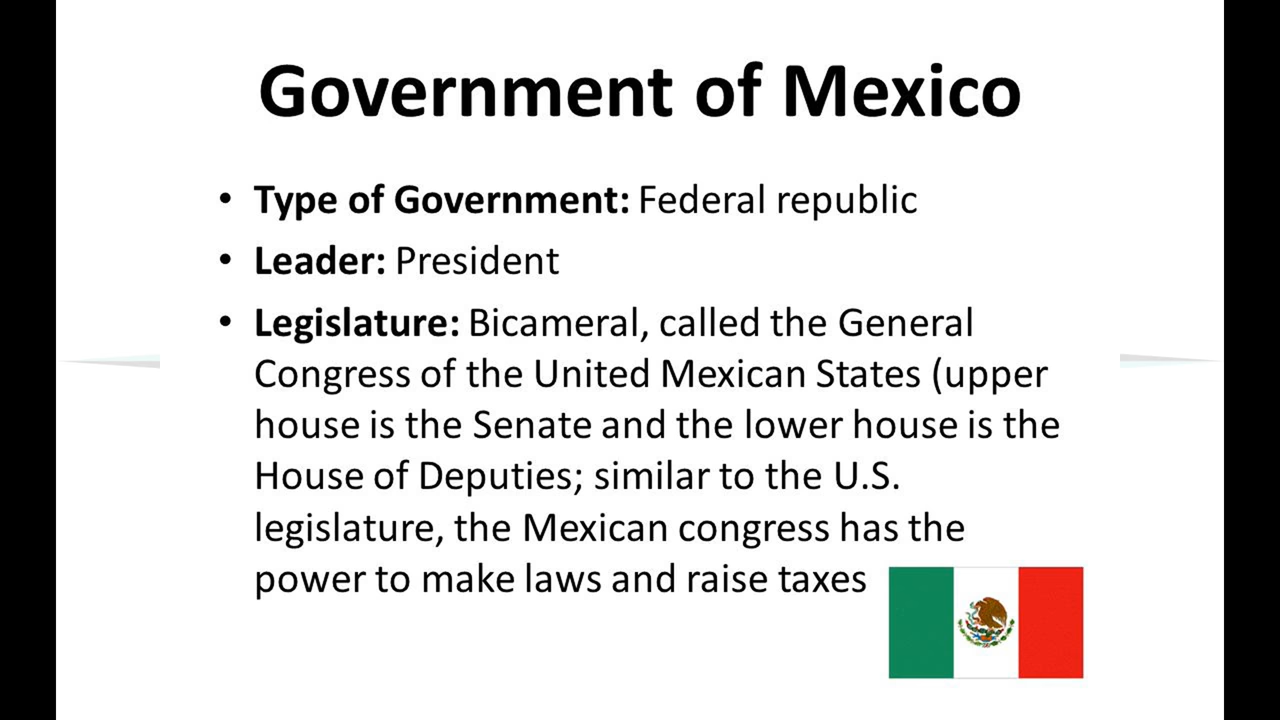 Government of Mexico
• Type of Government: Federal republic
• Leader: President
• Legislature: Bicameral, called the General
Congress of the United Mexican States (upper
house is the Senate and the lower house is the
House of Deputies; similar to the U.S.
legislature, the Mexican congress has the
power to make laws and raise taxes